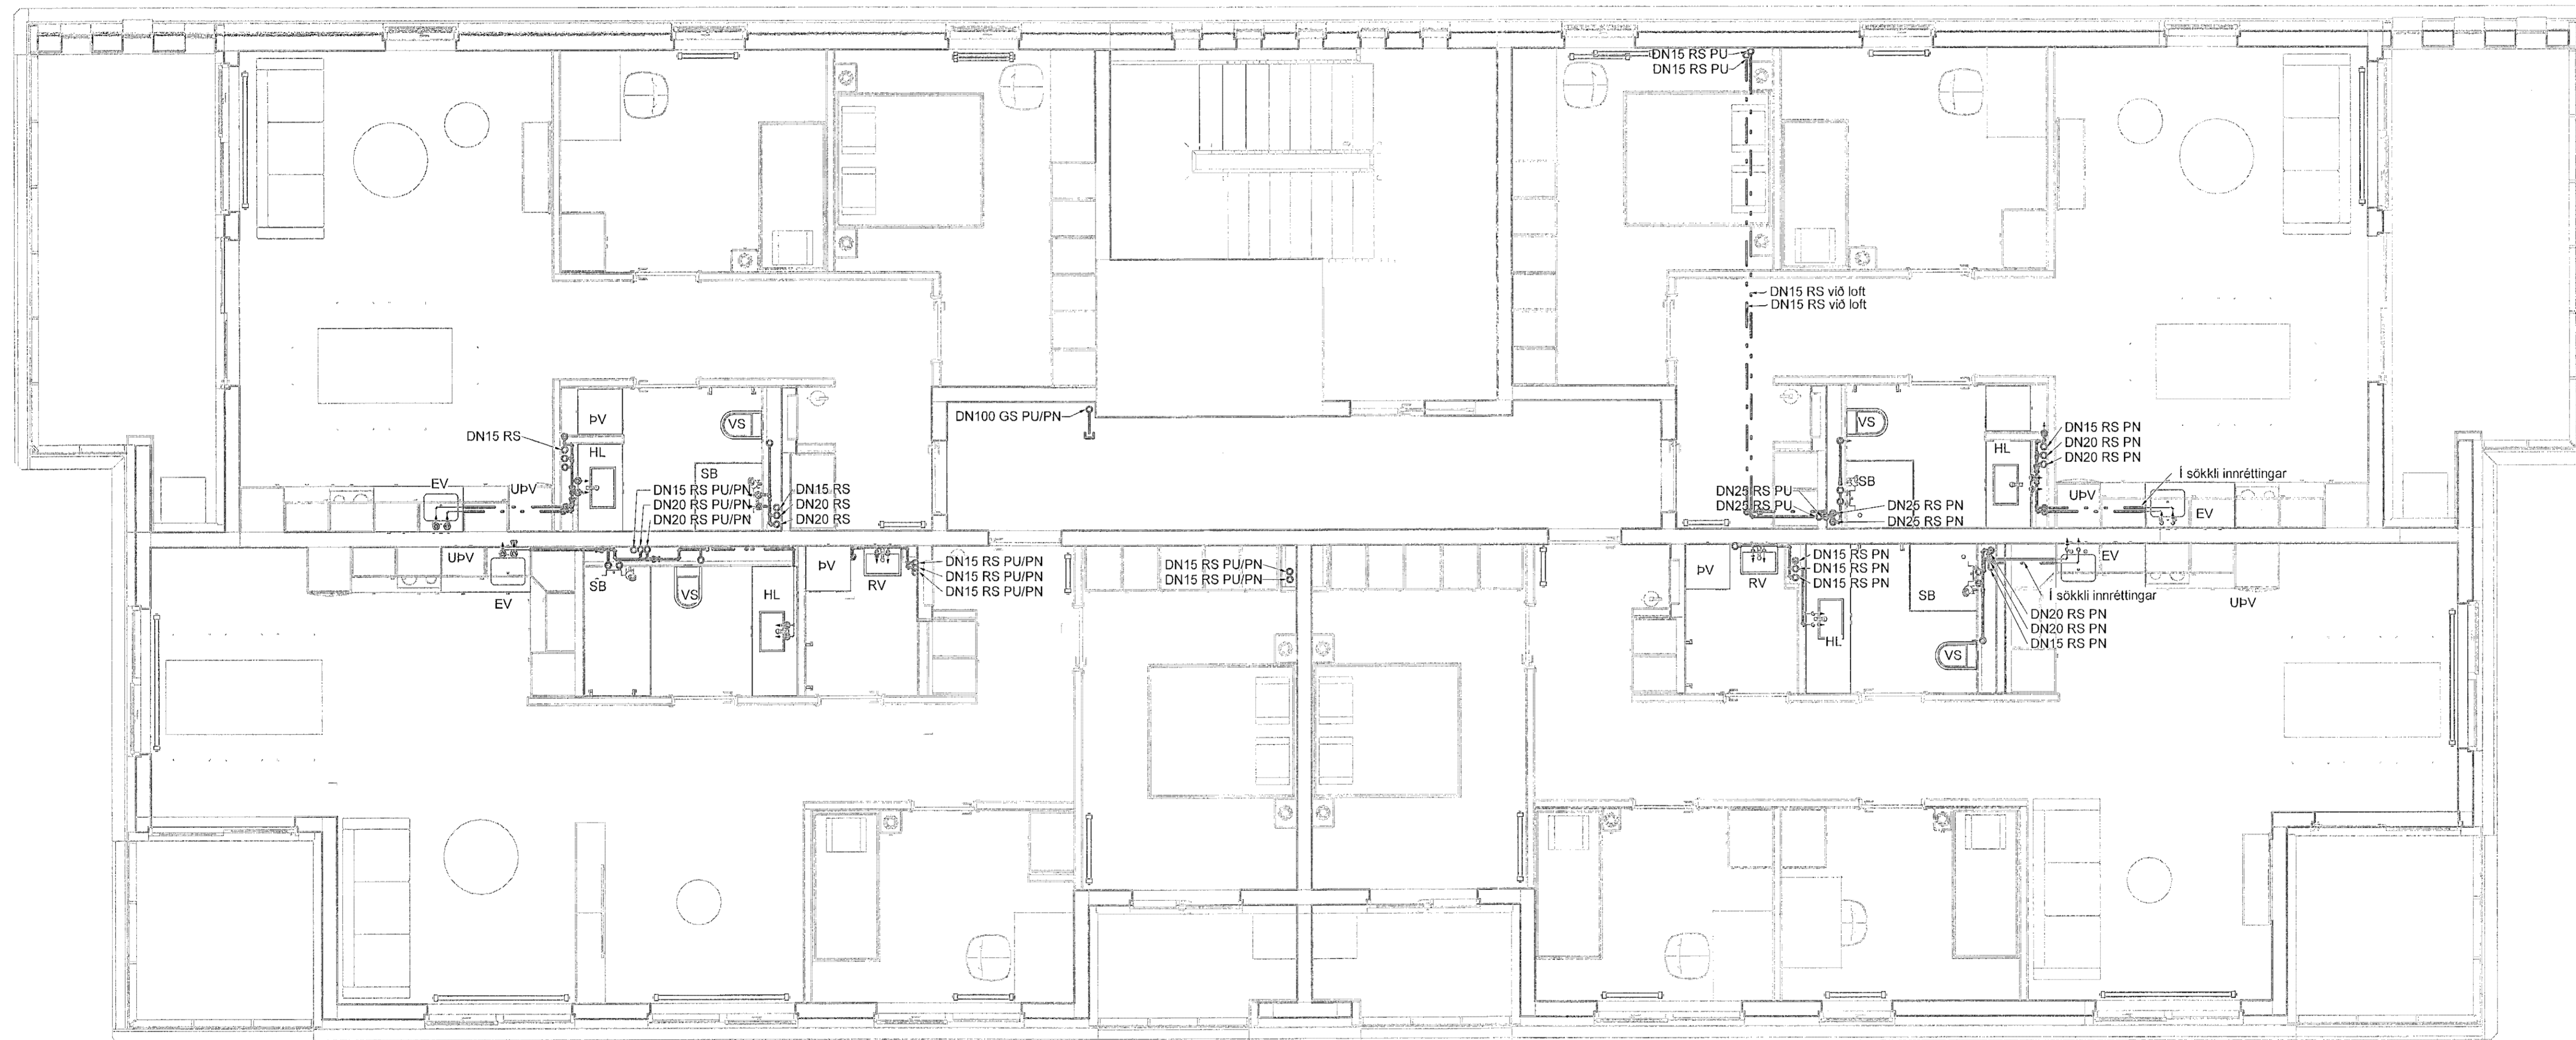 DN15 RS PU
DN15 RS PU
DN15 RS við loft
DN15 RS við loft
DN100 GS PU/PN
ÞV
VS
DN15 RS
HL
SB
EV
UÞV
DN15 RS PU/PN
DN20 RS PU/PN
DN20 RS PU/PN
DN15 RS
DN20 RS
DN20 RS
VS
DN15 RS PN
DN20 RS PN
DN20 RS PN
HL
SB
Í sökkli innréttingar
DN25 RS PU
DN25 RS PU
DN25 RS PN
DN25 RS PN
UÞV
EV
UÞV
EV
SB
VS
HL
ÞV
RV
DN15 RS PU/PN
DN15 RS PU/PN
DN15 RS PU/PN
DN15 RS PU/PN
DN15 RS PU/PN
ÞV
RV
DN15 RS PN
DN15 RS PN
DN15 RS PN
HL
SB
VS
EV
Í sökkli innréttingar
UÞV
DN20 RS PN
DN20 RS PN
DN15 RS PN